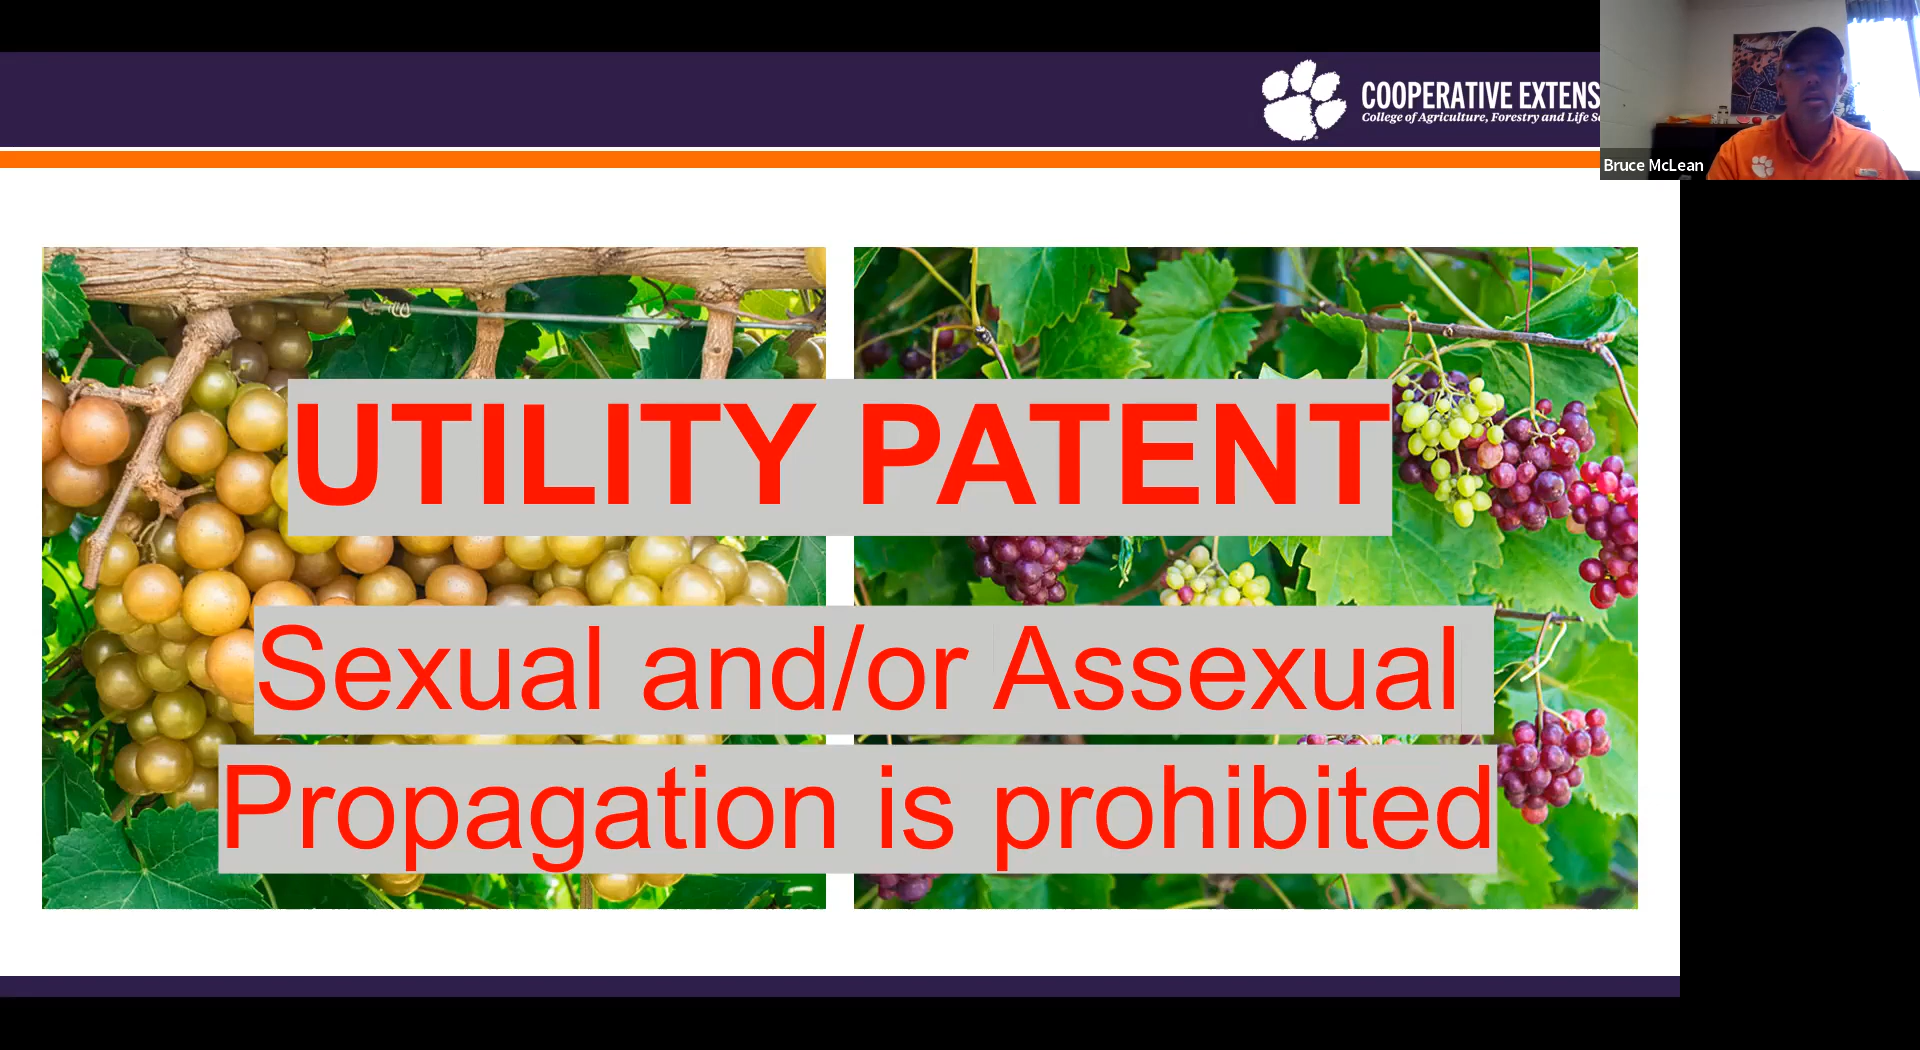 COOPERATIVE EXTENS
College of Agriculture, Forestry and Life S
Bruce McLean
UTILITY PATENT
Sexual and/or Assexual
Propagation is prohibited